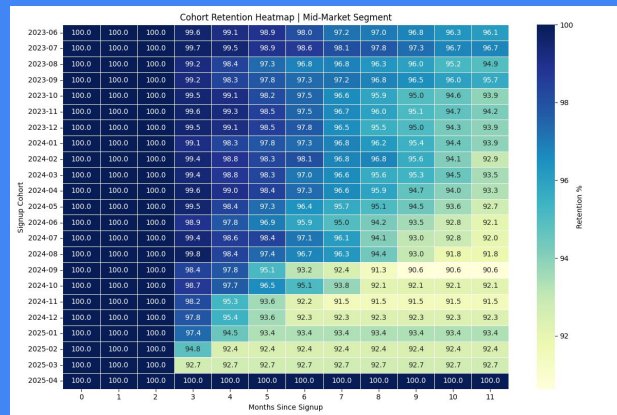 Cohort Retention Heatmap | Mid-Market Segment
2023-06 100.0 100.0 100.0 99.6 99.1 98.9 98.0 97.2 97.0 96.8 96.3 96.1
2023-07 100.0 100.0 100.0 99.7 99.5 98.9 98.6 98.1 97.8 97.3 96.7 96.7
2023-08 100.0 100.0 100.0 99.2 98.4 97.3 96.8 96.8 96.3 96.0 95.2 94.9
2023-09 100.0 100.0 100.0 99.2 98.3 97.8 97.3 97.2 96.8 96.5 96.0 95.7
2023-10 100.0 100.0 100.0 99.5 99.1 98.2 97.5 96.6 95.9 95.0 94.6 93.9
2023-11 100.0 100.0 100.0 99.6 99.3 98.5 97.5 96.7 96.0 95.1 94.7 94.2
2023-12 100.0 100.0 100.0 99.5 99.1 98.5 97.8 96.5 95.5 95.0 94.3 93.9
2024-01 100.0 100.0 100.0 99.1 98.3 97.8 97.3 96.8 96.2 95.4 94.4 93.9
2024-02 100.0 100.0 100.0 99.4 98.8 98.3 98.1 96.8 96.8 95.6 94.1 92.9
2024-03 100.0 100.0 100.0 99.4 98.8 98.3 97.0 96.6 95.6 95.3 94.5 93.5
2024-04 100.0 100.0 100.0 99.6 99.0 98.4 97.3 96.6 95.9 94.7 94.0 93.3
2024-05 100.0 100.0 100.0 99.5 98.4 97.3 96.4 95.7 95.1 94.5 93.6 92.7
2024-06 100.0 100.0 100.0 98.9 97.8 96.9 95.9 95.0 94.2 93.5 92.8 92.1
2024-07 100.0 100.0 100.0 99.4 98.6 98.4 97.1 96.1 94.1 93.0 92.8 92.0
2024-08 100.0 100.0 100.0 99.8 98.4 97.4 96.7 96.3 94.4 93.0 91.8 91.8
2024-09 100.0 100.0 100.0 98.4 97.8 95.1 93.2 92.4 91.3 90.6 90.6 90.6
2024-10 100.0 100.0 100.0 98.7 97.7 96.5 95.1 93.8 92.1 92.1 92.1 92.1
2024-11 100.0 100.0 100.0 98.2 95.3 93.6 92.2 91.5 91.5 91.5 91.5 91.5
2024-12 100.0 100.0 100.0 97.8 95.4 93.6 92.3 92.3 92.3 92.3 92.3 92.3
2025-01 100.0 100.0 100.0 97.4 94.5 93.4 93.4 93.4 93.4 93.4 93.4 93.4
2025-02 100.0 100.0 100.0 94.8 92.4 92.4 92.4 92.4 92.4 92.4 92.4 92.4
2025-03 100.0 100.0 100.0 92.7 92.7 92.7 92.7 92.7 92.7 92.7 92.7 92.7
2025-04 100.0 100.0 100.0 100.0 100.0 100.0 100.0 100.0 100.0 100.0 100.0 100.0
0 1 2 3 4 5 6 7 8 9 10 11
Months Since Signup
Signup Cohort
100
98
96
94
92
Retention %